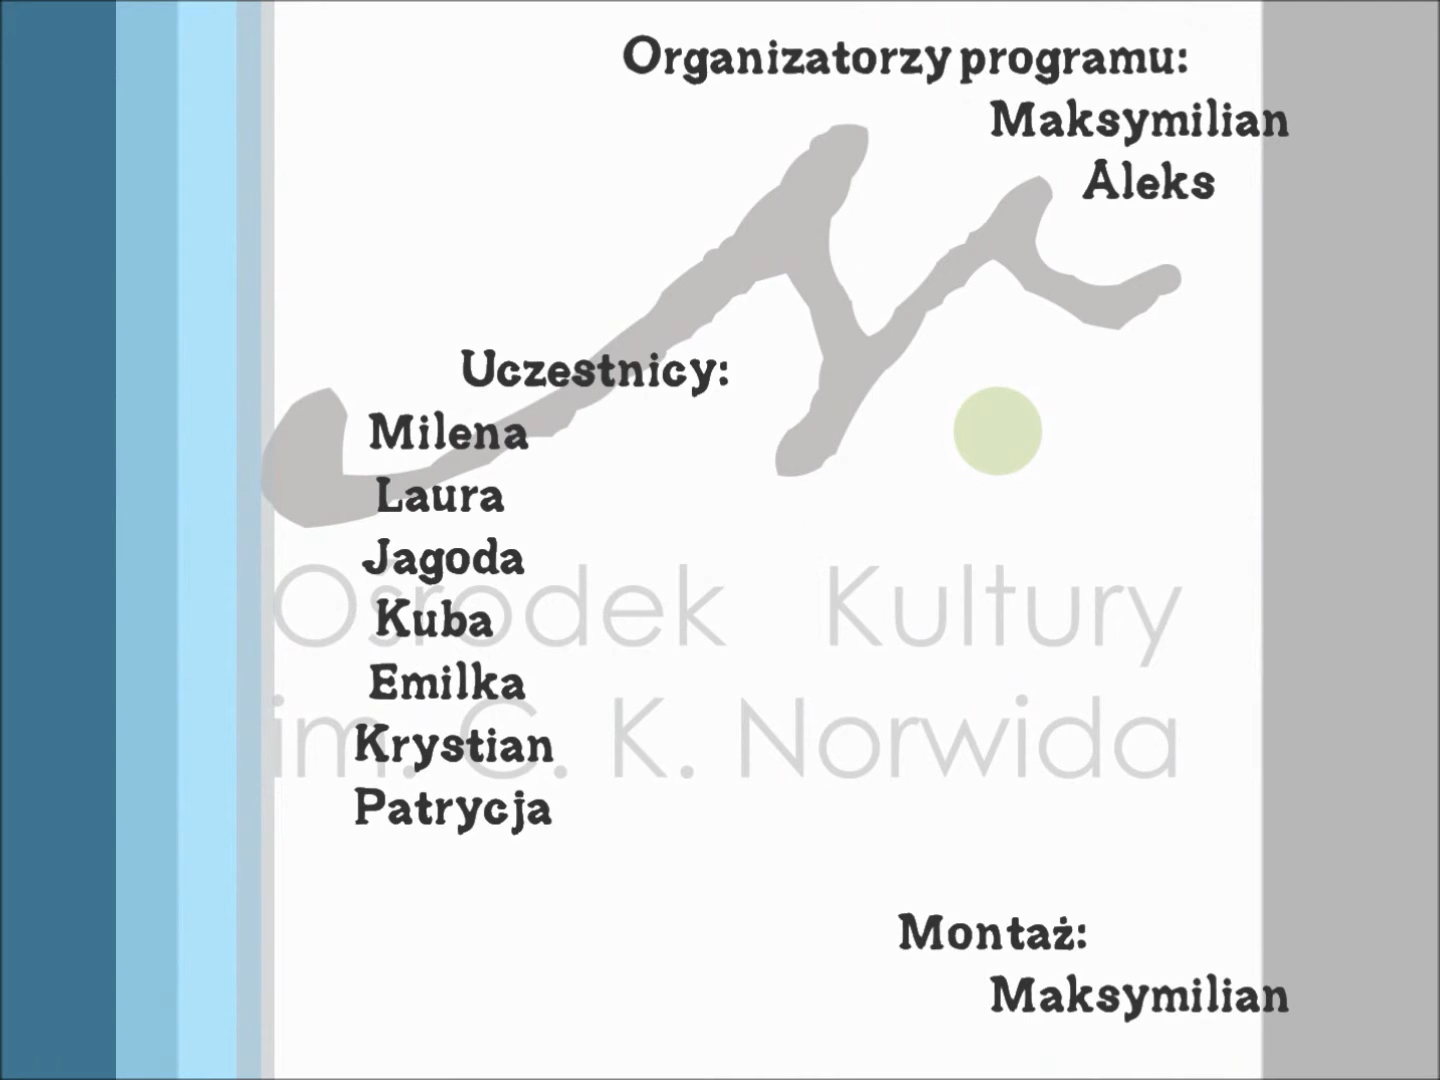 Organizatorzy programu:
Maksymilian
Aleks
Uczestnicy:
Milena
Laura
Jagoda
Kuba
Emilka
Krystian
Patrycja
Ośrodek Kultury
im. C. K. Norwida
Montaż:
Maksymilian